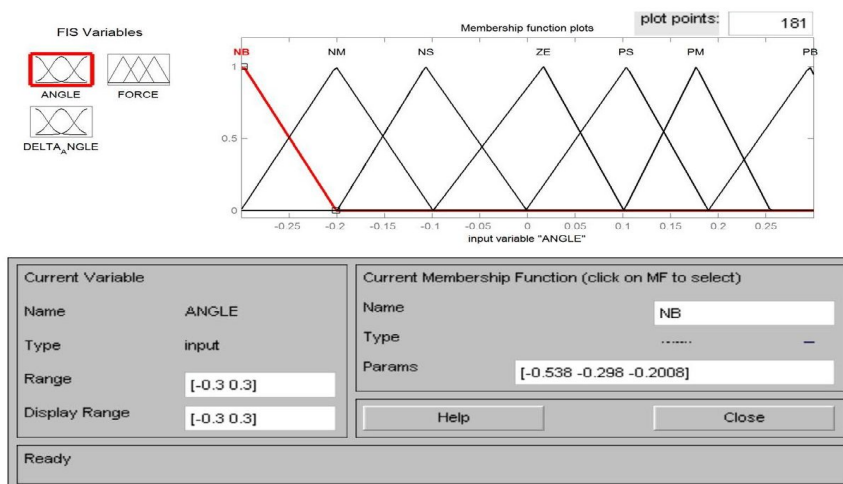 FIS Variables
ANGLE
FORCE
DELTA_ANGLE
Membership function plots
plot points:
181
NB
NM
NS
ZE
PS
PM
PB
1
0.5
0
-0.25
-0.2
-0.15
-0.1
-0.05
0
0.05
0.1
0.15
0.2
0.25
input variable "ANGLE"
Current Variable
Name
ANGLE
Type
input
Range
[-0.3 0.3]
Display Range
[-0.3 0.3]
Current Membership Function (click on MF to select)
Name
NB
Type
Params
[-0.538 -0.298 -0.2008]
Help
Close
Ready